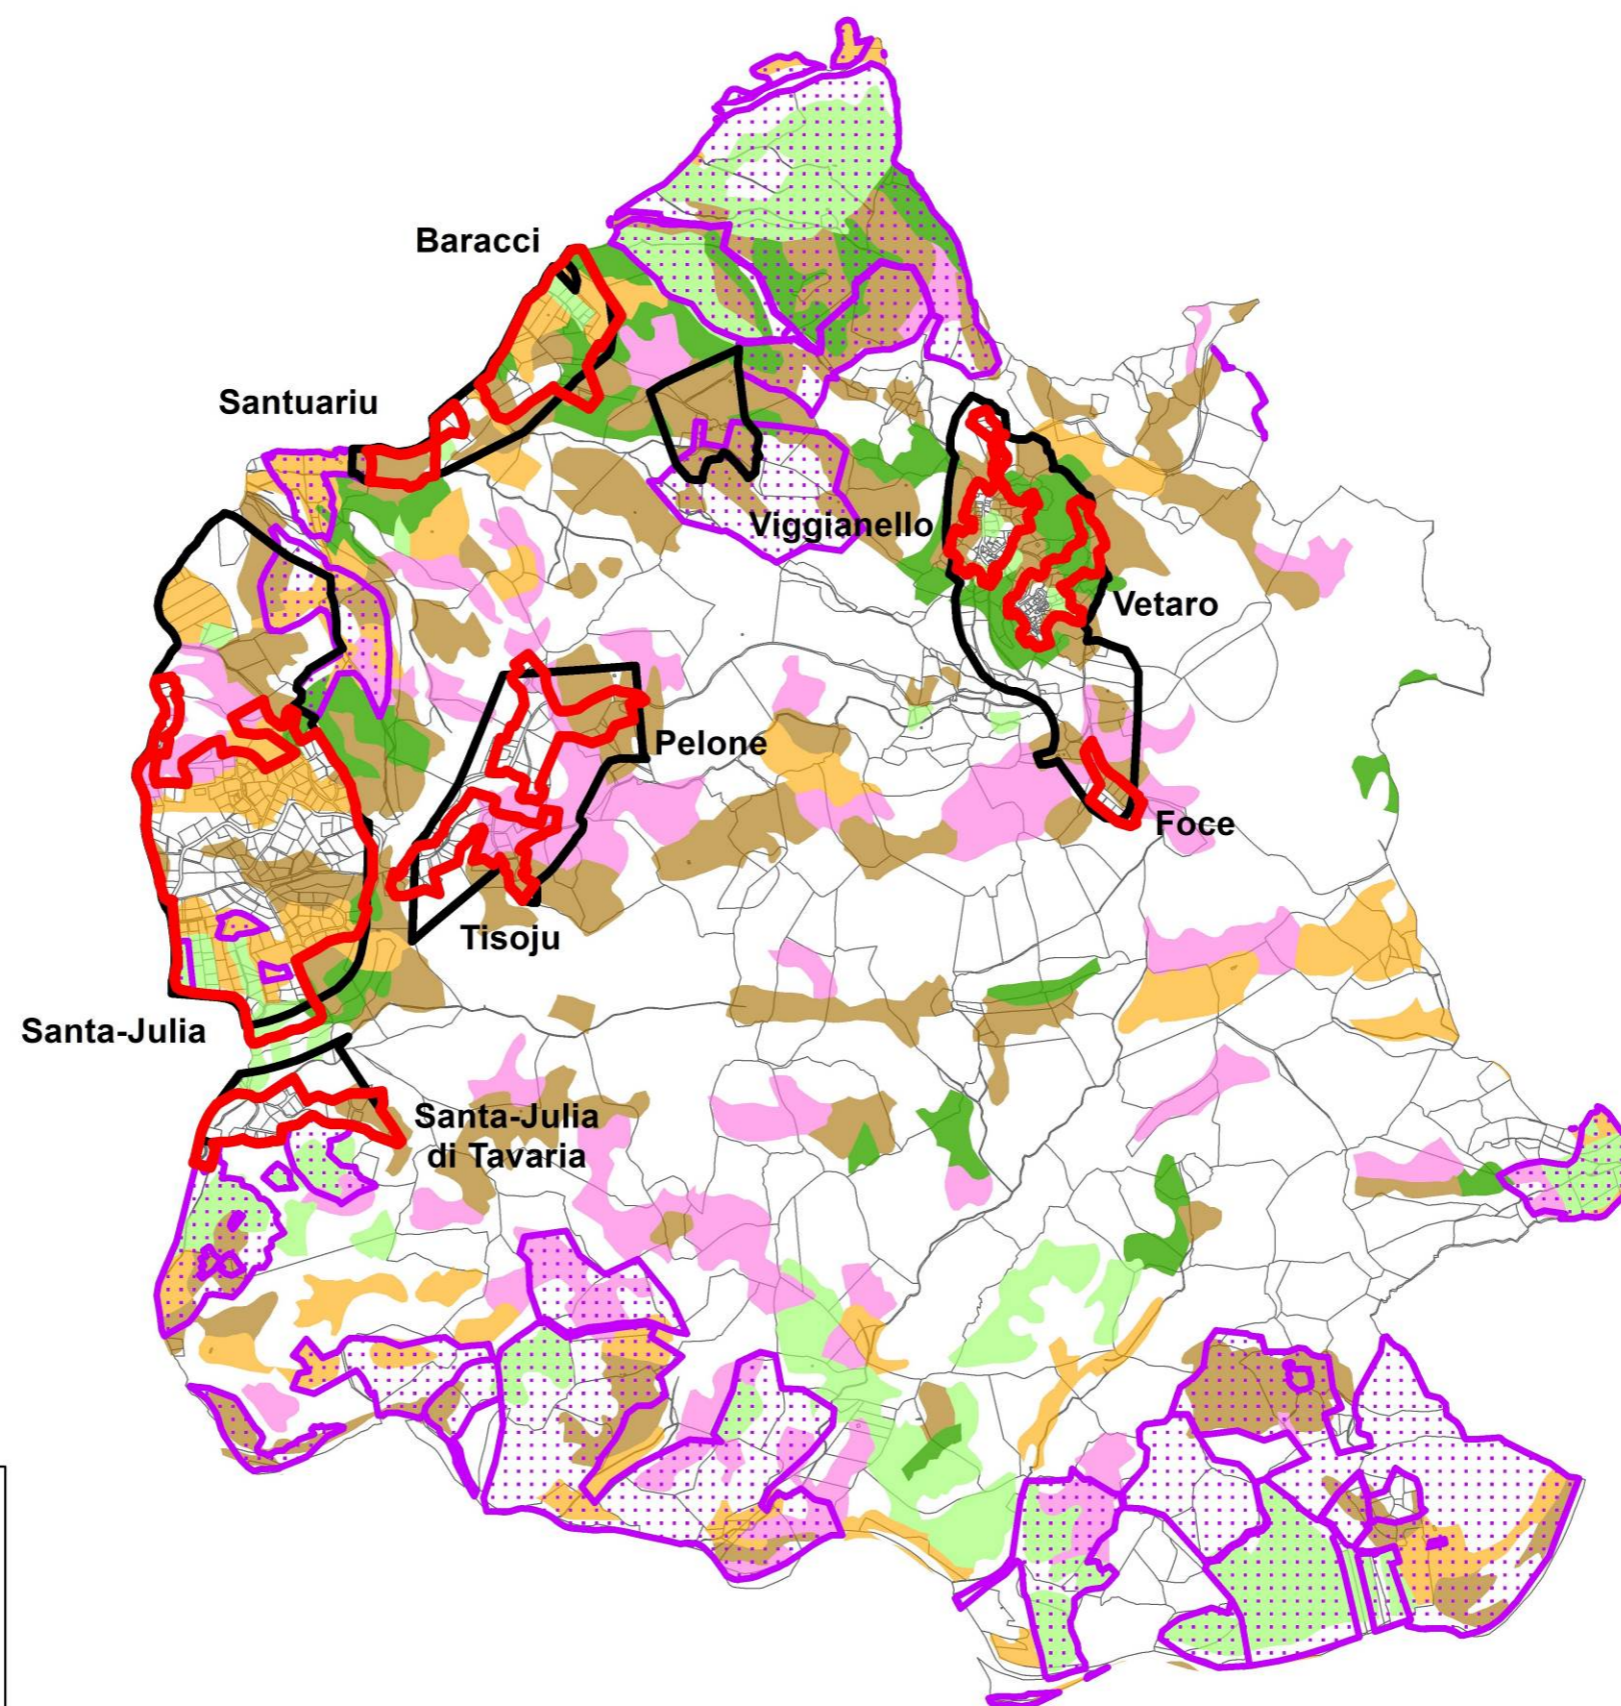 Baracci
Santuariu
Viggianello
Vetaro
Pelone
Foce
Tisoju
Santa-Julia
Santa-Julia
di Tavaria